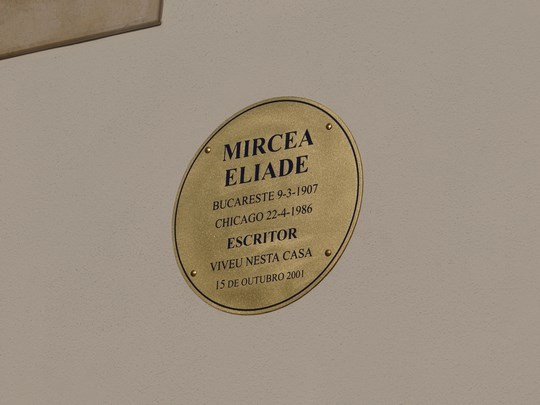 MIRCEA
ELIADE
BUCARESTE 9-3-1907
CHICAGO 22-4-1986
ESCRITOR
VIVEU NESTA CASA
15 DE OUTUBRO 2001